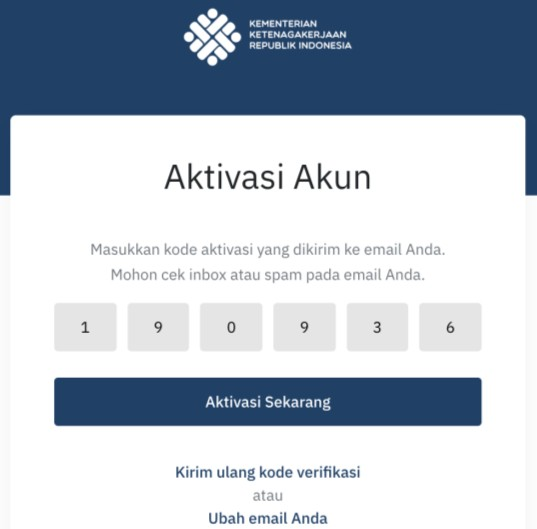 KEMENTERIAN
KETENAGAKERJAAN
REPUBLIK INDONESIA
Aktivasi Akun
Masukkan kode aktivasi yang dikirim ke email Anda.
Mohon cek inbox atau spam pada email Anda.
1 9 0 9 3 6
Aktivasi Sekarang
Kirim ulang kode verifikasi
atau
Ubah email Anda